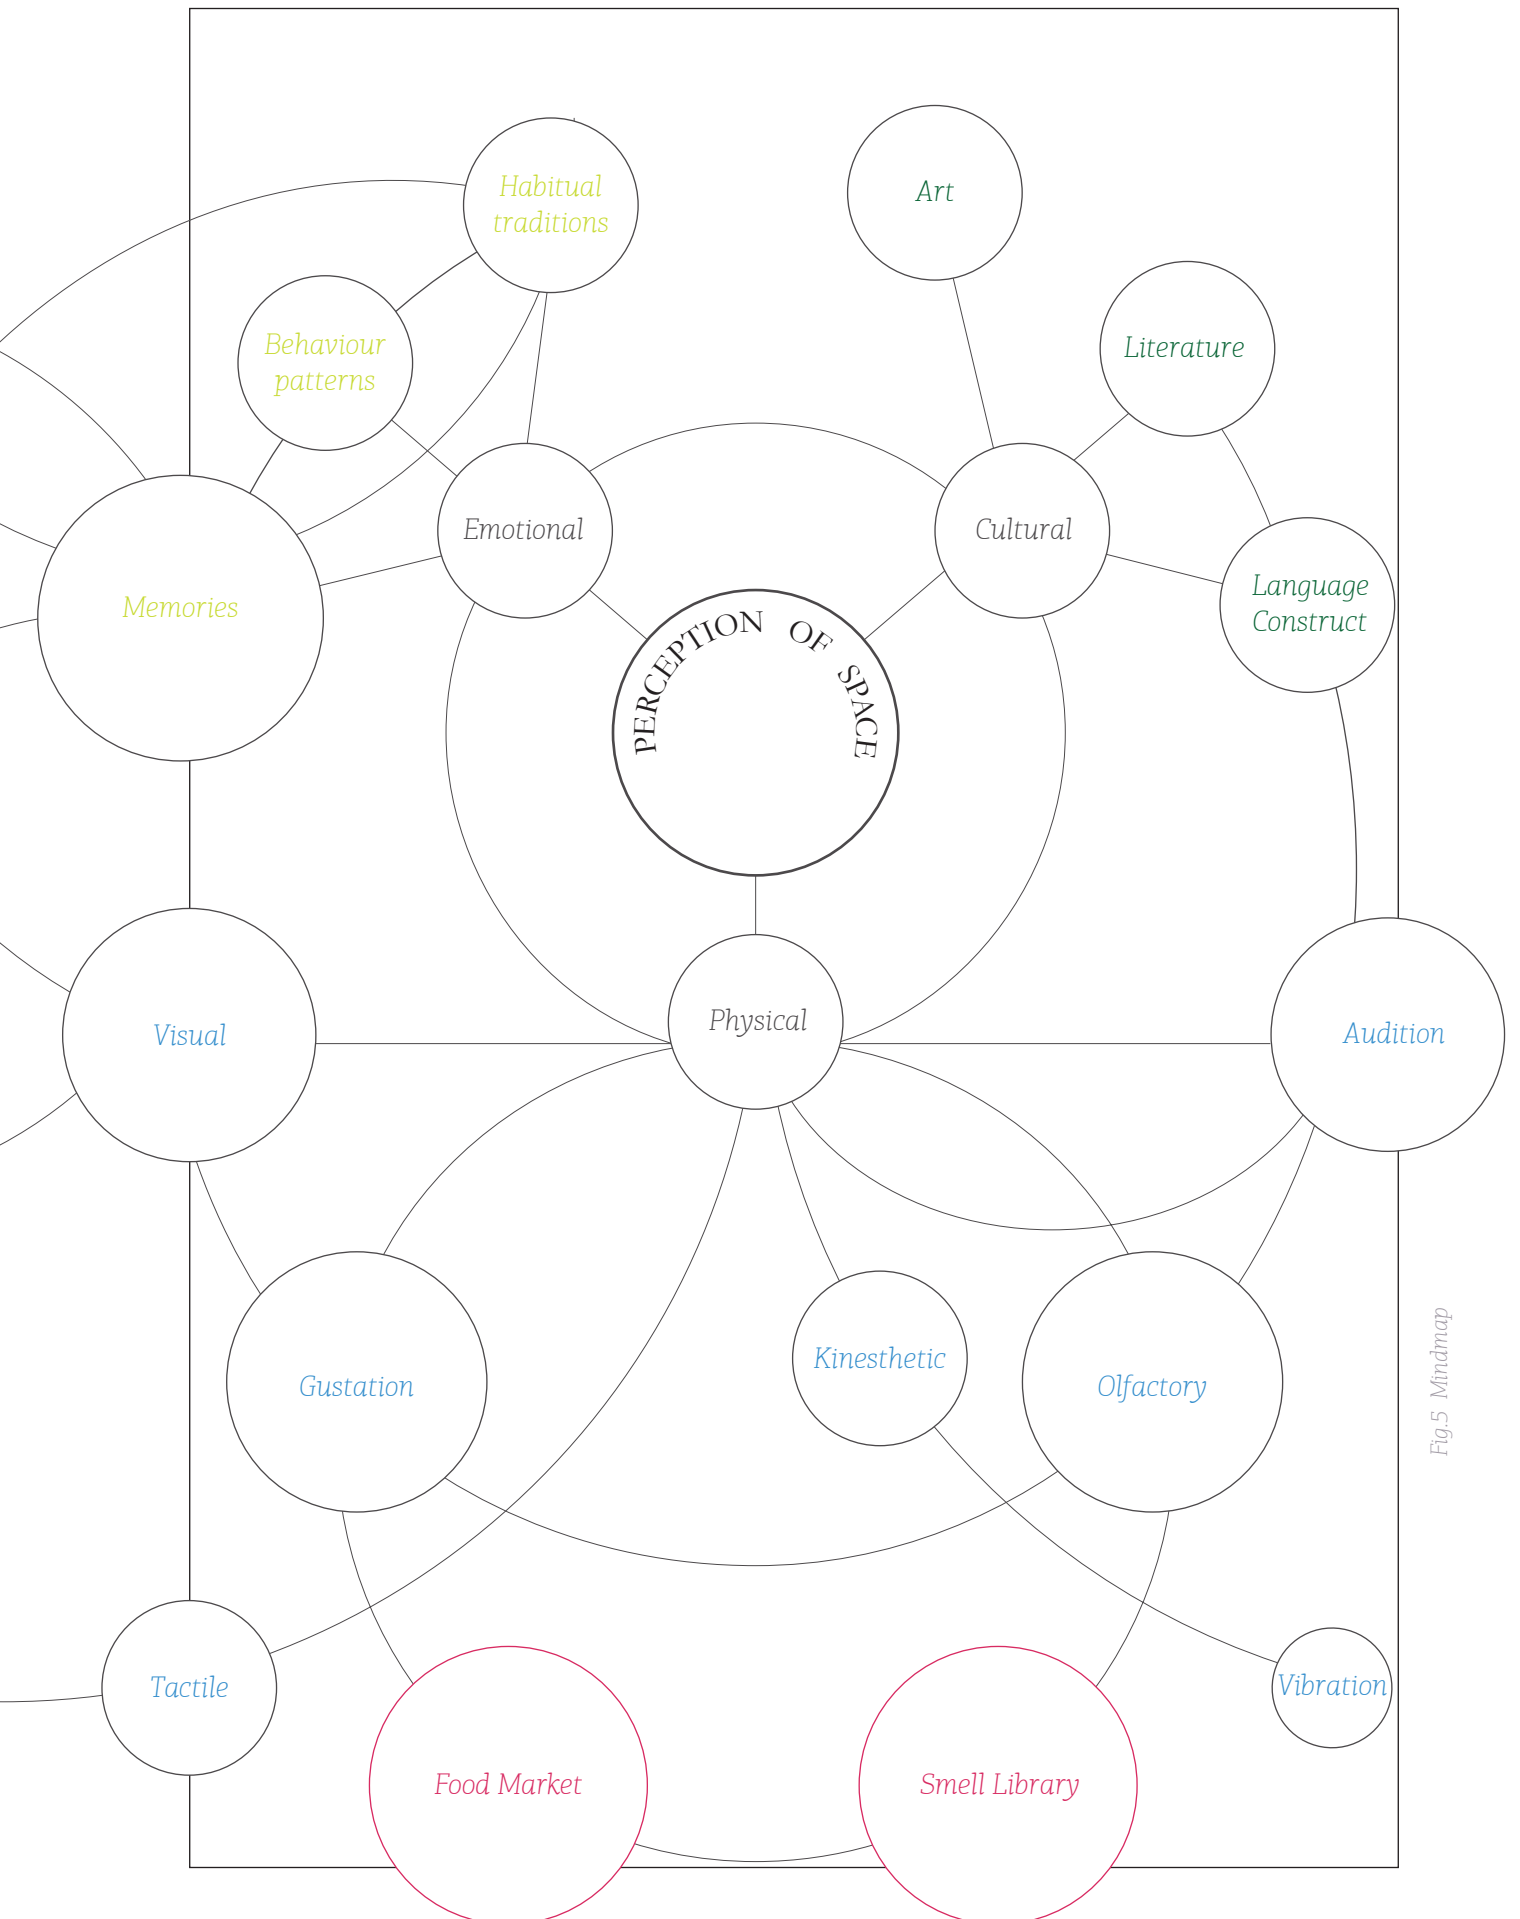 Habitual
traditions
Art
Behaviour
patterns
Literature
Emotional
Cultural
Language
Construct
Memories
PERCEPTION OF SPACE
Physical
Visual
Audition
Kinesthetic
Gustation
Olfactory
Fig.5 Mindmap
Tactile
Vibration
Food Market
Smell Library